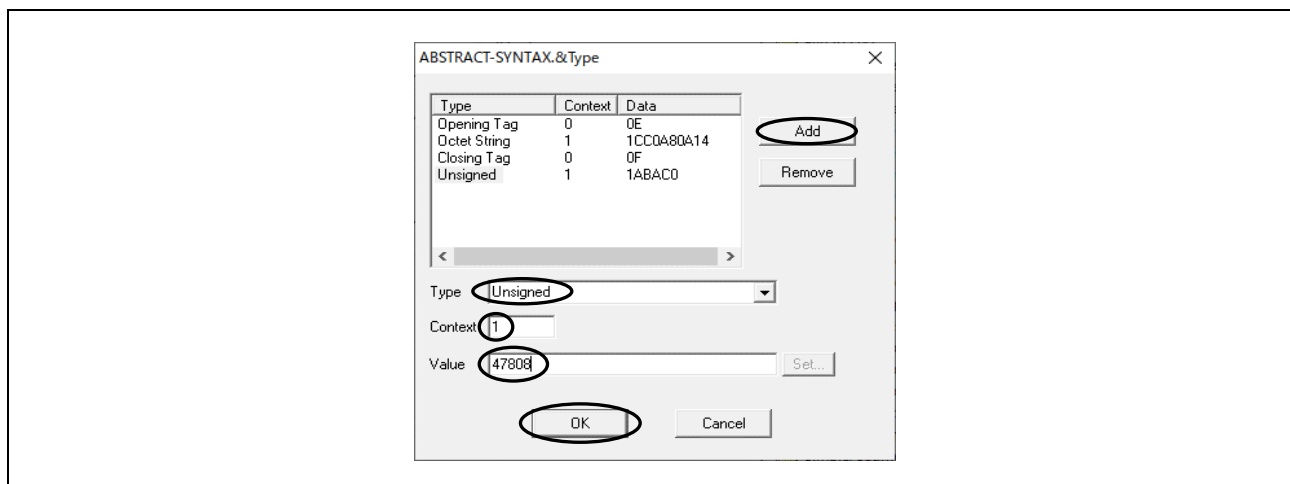 ABSTRACT-SYNTAX.&Type
Type Context Data
Opening Tag 0 0E
Octet String 1 1CC0A80A14
Closing Tag 0 0F
Unsigned 1 1ABAC0
Add
Remove
Type Unsigned
Context 1
Value 47808 Set...
OK Cancel